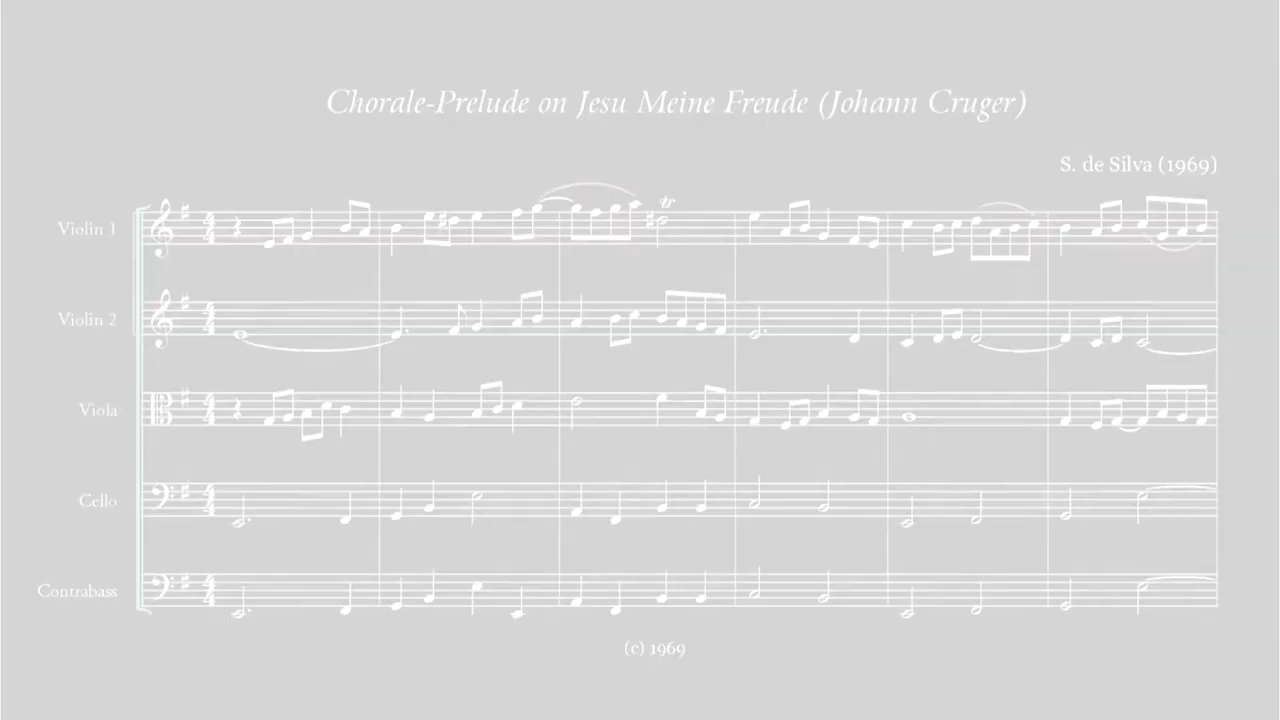 Chorale-Prelude on Jesu Meine Freude (Johann Cruger)
S. de Silva (1969)
Violin 1
Violin 2
Viola
Cello
Contrabass
(c) 1969